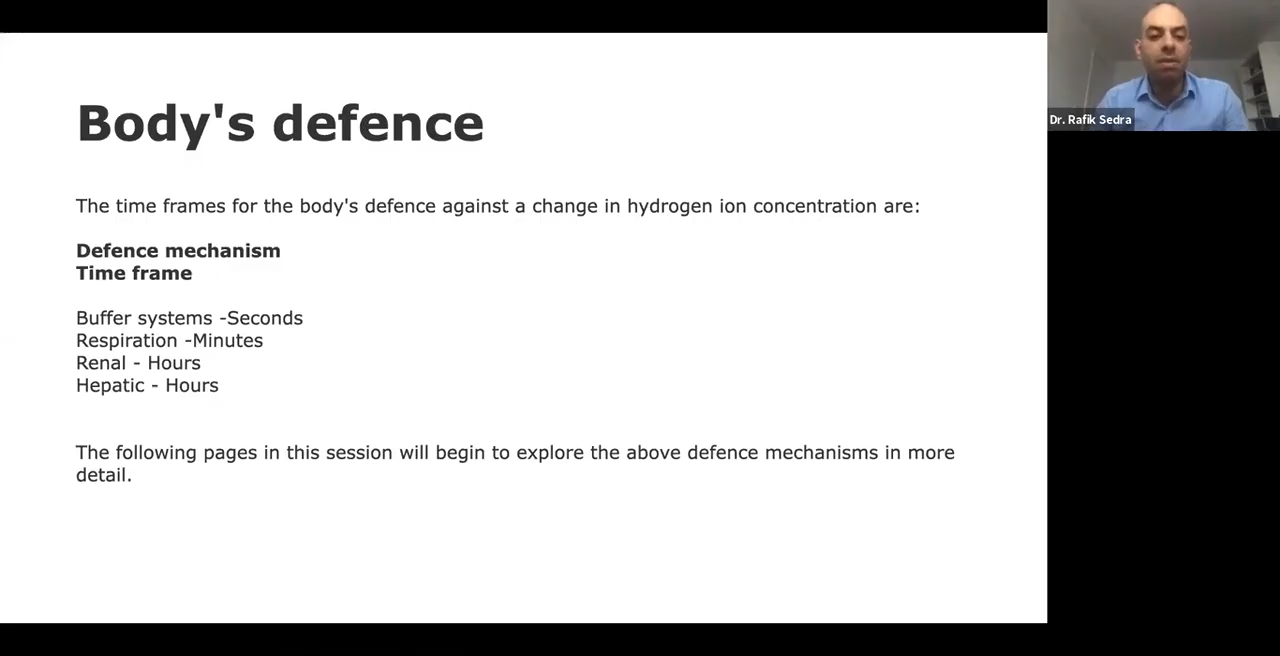 Body's defence
The time frames for the body's defence against a change in hydrogen ion concentration are:
Defence mechanism
Time frame
Buffer systems -Seconds
Respiration -Minutes
Renal - Hours
Hepatic - Hours
The following pages in this session will begin to explore the above defence mechanisms in more
detail.
Dr. Rafik Sedra